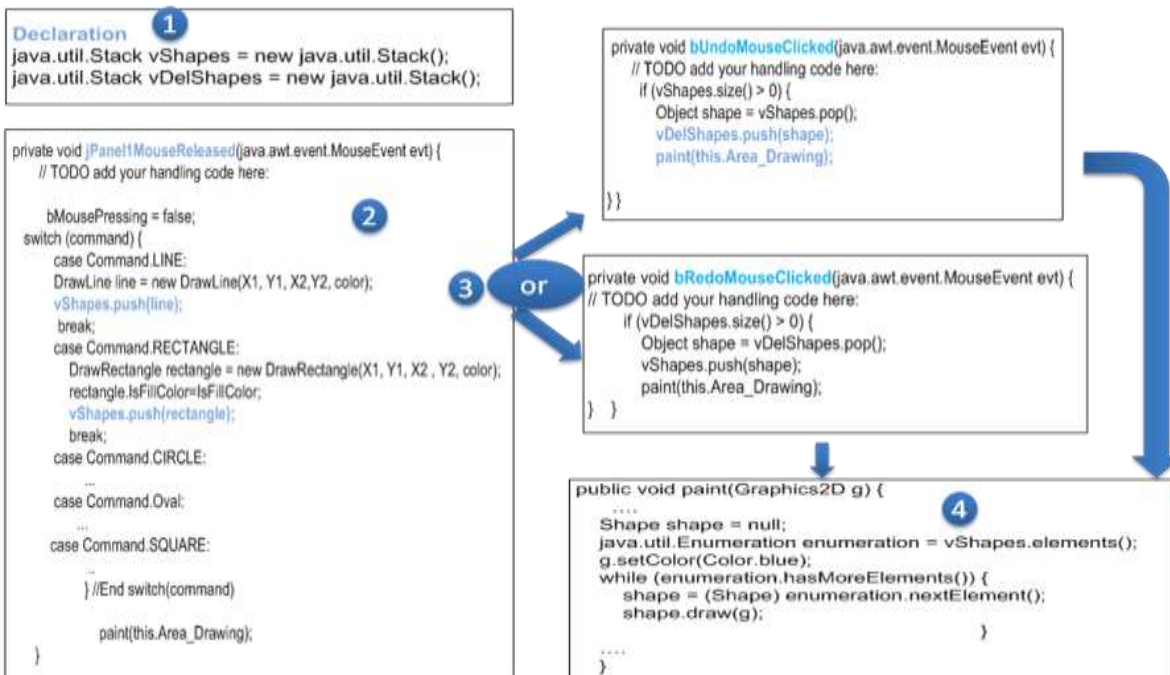 1
Declaration
java.util.Stack vShapes = new java.util.Stack();
java.util.Stack vDelShapes = new java.util.Stack();
private void jPanel1MouseReleased(java.awt.event.MouseEvent evt) {
// TODO add your handling code here:
2
bMousePressing = false;
switch (command) {
case Command.LINE:
DrawLine line = new DrawLine(X1, Y1, X2,Y2, color);
vShapes.push(line);
break;
case Command.RECTANGLE:
DrawRectangle rectangle = new DrawRectangle(X1, Y1, X2 , Y2, color);
rectangle.IsFillColor=IsFillColor;
vShapes.push(rectangle);
break;
case Command.CIRCLE:
...
case Command.Oval:
...
case Command.SQUARE:
..
} //End switch(command)
paint(this.Area_Drawing);
}
3
or
private void bUndoMouseClicked(java.awt.event.MouseEvent evt) {
// TODO add your handling code here:
if (vShapes.size() > 0) {
Object shape = vShapes.pop();
vDelShapes.push(shape);
paint(this.Area_Drawing);
} }
private void bRedoMouseClicked(java.awt.event.MouseEvent evt) {
// TODO add your handling code here:
if (vDelShapes.size() > 0) {
Object shape = vDelShapes.pop();
vShapes.push(shape);
paint(this.Area_Drawing);
} }
public void paint(Graphics2D g) {
....
4
Shape shape = null;
java.util.Enumeration enumeration = vShapes.elements();
g.setColor(Color.blue);
while (enumeration.hasMoreElements()) {
shape = (Shape) enumeration.nextElement();
shape.draw(g);
}
....
}